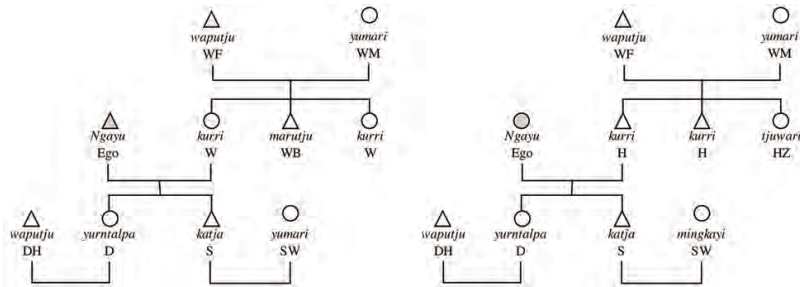 waputju
WF
yumari
WM
Ngayu
Ego
kurri
W
marutju
WB
kurri
W
waputju
DH
yurntalpa
D
katja
S
yumari
SW
waputju
WF
yumari
WM
Ngayu
Ego
kurri
H
kurri
H
tjuwari
HZ
waputju
DH
yurntalpa
D
katja
S
mingkayi
SW